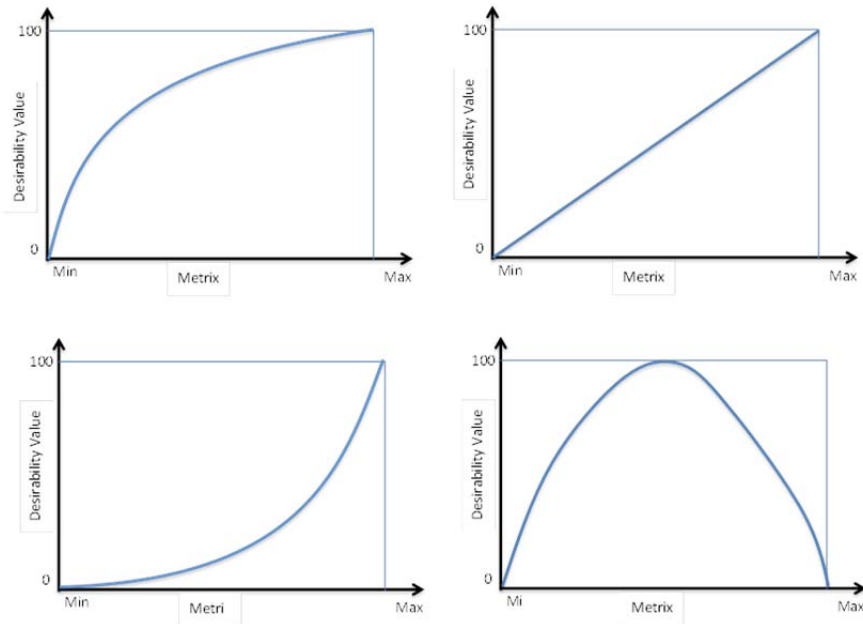 100
Desirability Value
0
Min
Metrix
Max
100
Desirability Value
0
Min
Metrix
Max
100
Desirability Value
0
Min
Metri
Max
100
Desirability Value
0
Mi
Metrix
Max